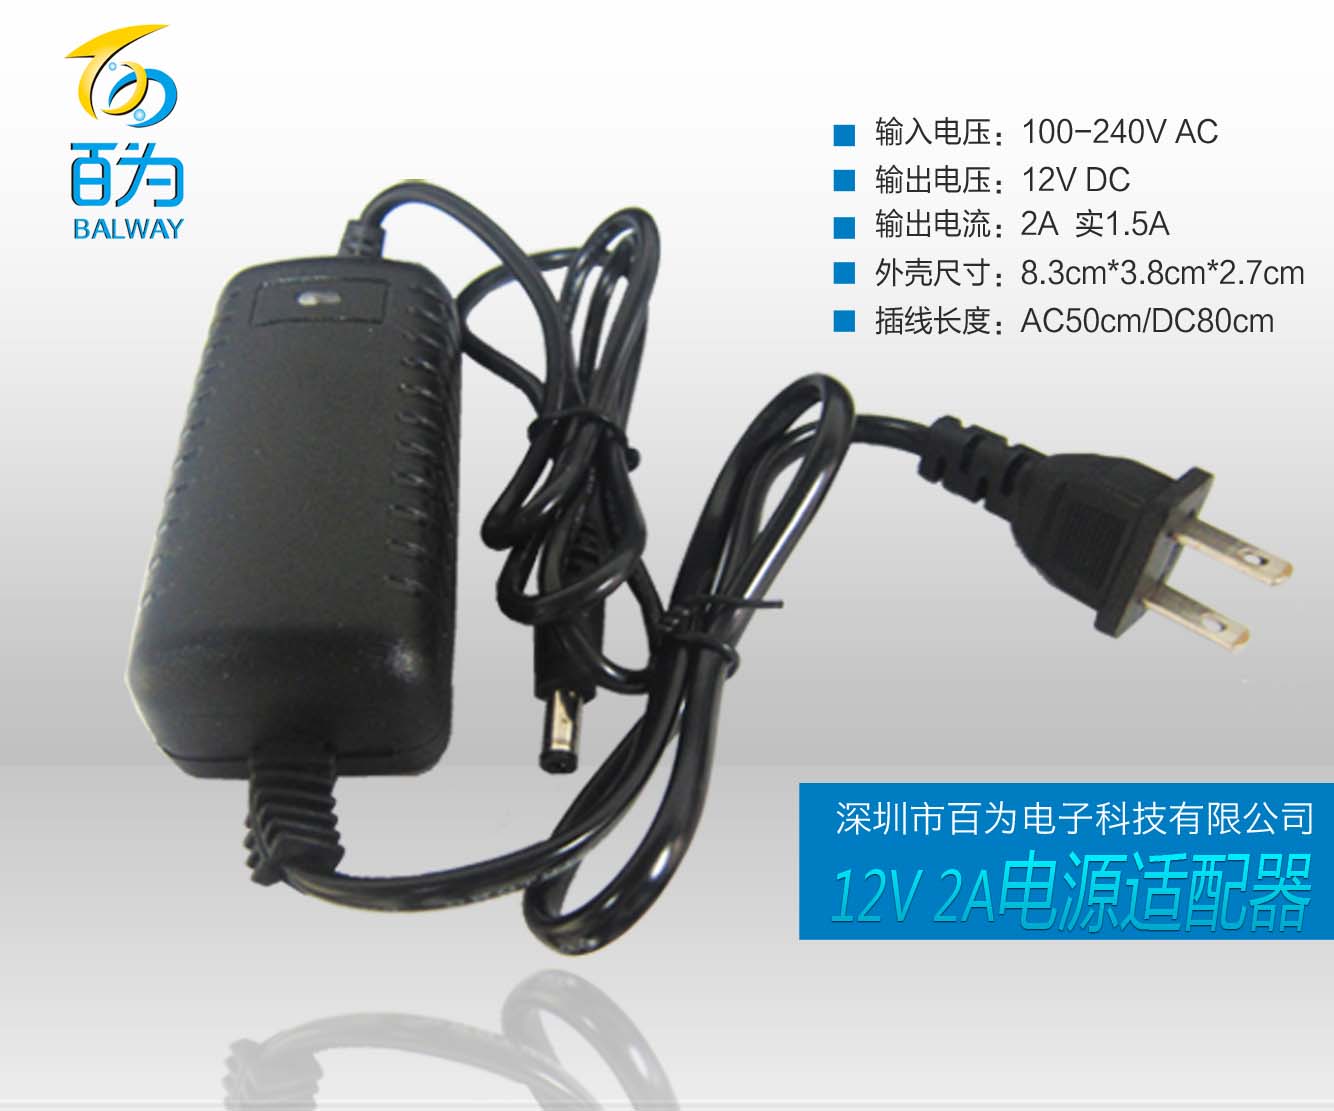 百为
BALWAY
输入电压：100-240V AC
输出电压：12V DC
输出电流：2A 实1.5A
外壳尺寸：8.3cm*3.8cm*2.7cm
插线长度：AC50cm/DC80cm
深圳市百为电子科技有限公司
12V 2A电源适配器